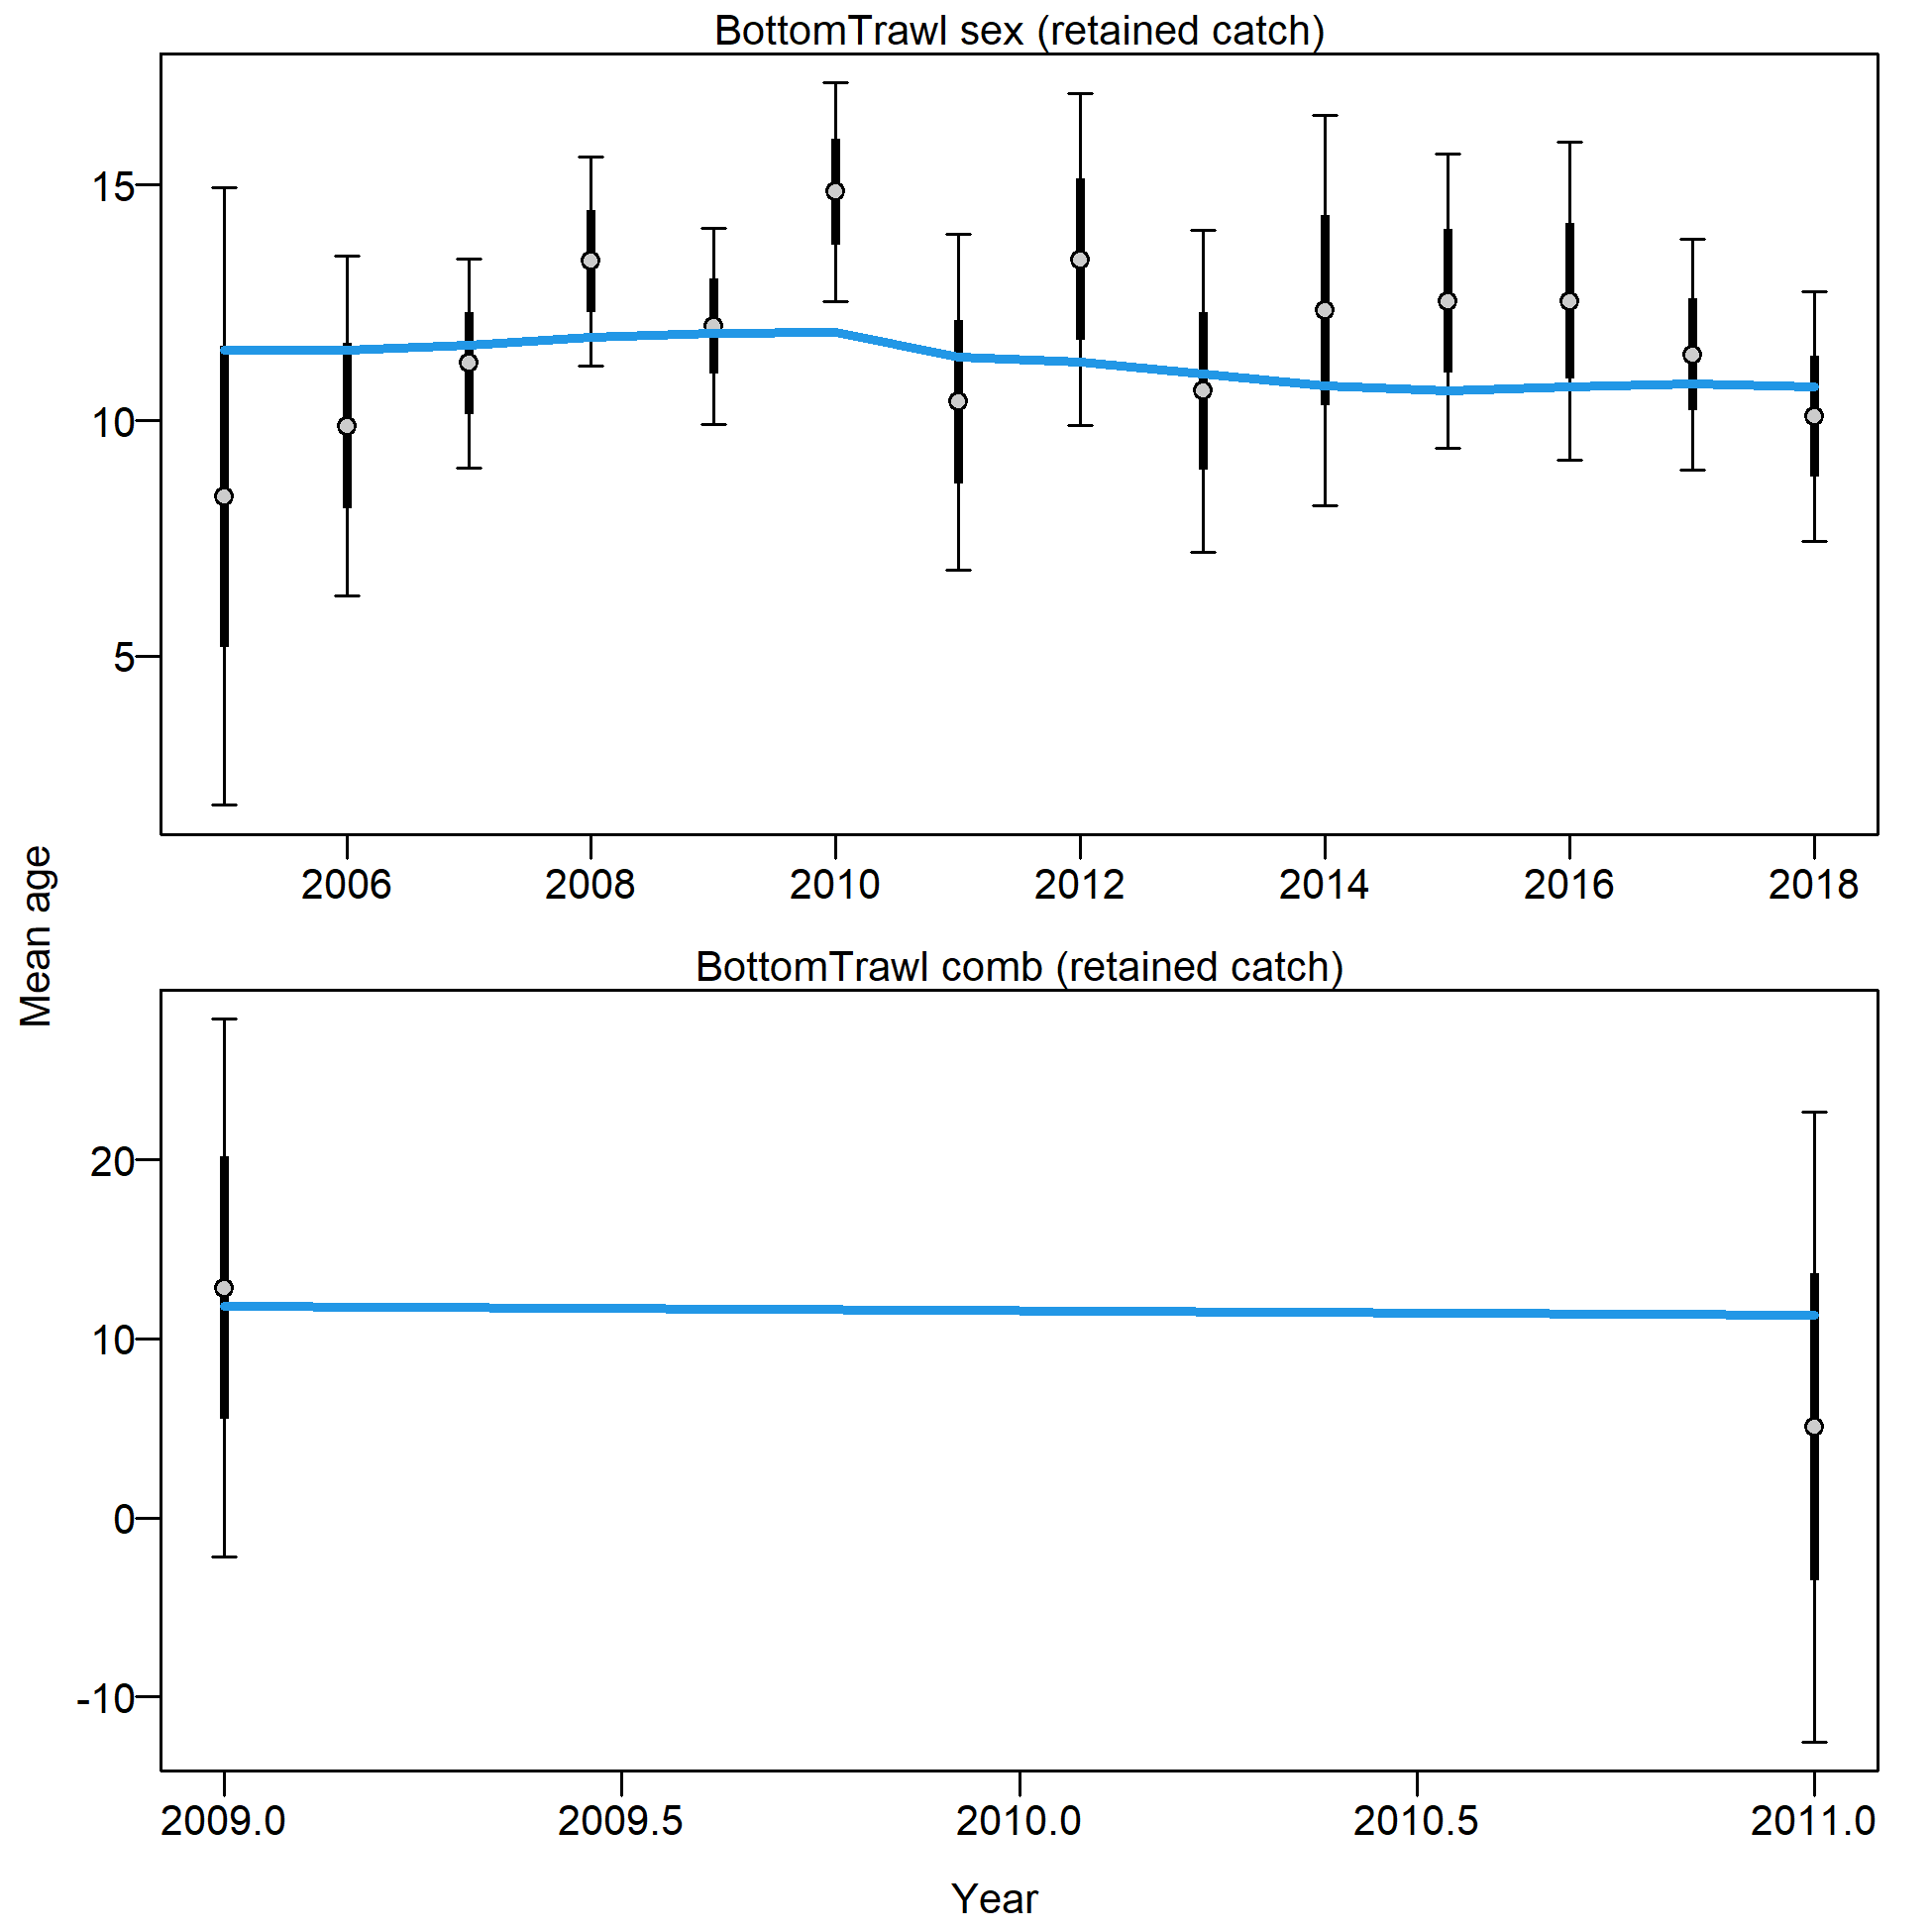 BottomTrawl sex (retained catch)
15
10
5
2006 2008 2010 2012 2014 2016 2018
Mean age
BottomTrawl comb (retained catch)
20
10
0
-10
2009.0 2009.5 2010.0 2010.5 2011.0
Year